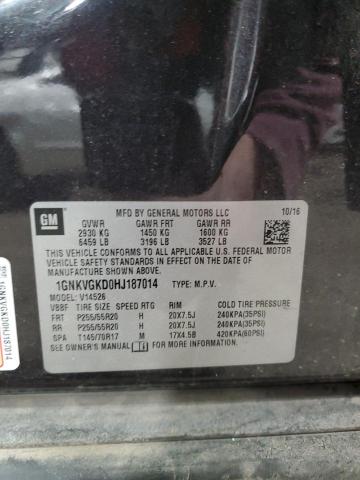 GM
MFD BY GENERAL MOTORS LLC 10/16
GVWR GAWR FRT GAWR RR
2930 KG 1450 KG 1600 KG
6459 LB 3196 LB 3527 LB
THIS VEHICLE CONFORMS TO ALL APPLICABLE U.S. FEDERAL
MOTOR VEHICLE SAFETY STANDARDS IN EFFECT ON THE
DATE OF MANUFACTURE SHOWN ABOVE.
1GNKVGKD0HJ187014 TYPE: M.P.V.
MODEL: V14526
VBBF TIRE SIZE SPEED RTG RIM COLD TIRE PRESSURE
FRT P255/55R20 H 20X7.5J 240KPA(35PSI)
RR P255/55R20 H 20X7.5J 240KPA(35PSI)
SPA T145/70R17 M 17X4.5B 420KPA(60PSI)
SEE OWNER'S MANUAL FOR MORE INFORMATION
1GNKVGKD0HJ187014